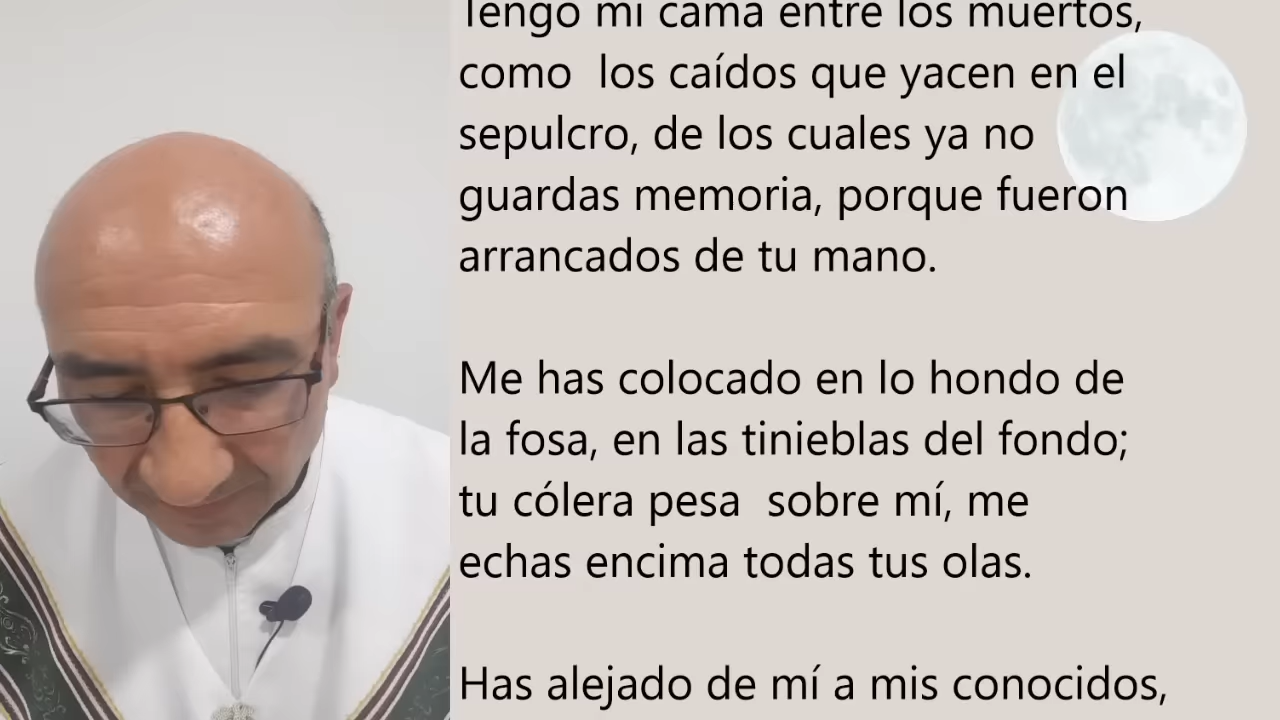 Tengo mi cama entre los muertos,
como los caídos que yacen en el
sepulcro, de los cuales ya no
guardas memoria, porque fueron
arrancados de tu mano.
Me has colocado en lo hondo de
la fosa, en las tinieblas del fondo;
tu cólera pesa sobre mí, me
echas encima todas tus olas.
Has alejado de mí a mis conocidos,